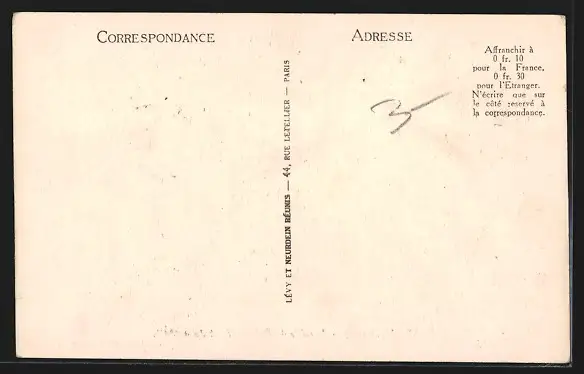 CORRESPONDANCE
ADRESSE
Affranchir à
0 fr. 10
pour la France,
0 fr. 30
pour l'Etranger.
N'écrire que sur
le côté reservé à
la correspondance.
LÉVY ET NEURDEIN RÉUNIS — 44, RUE LETELLIER — PARIS